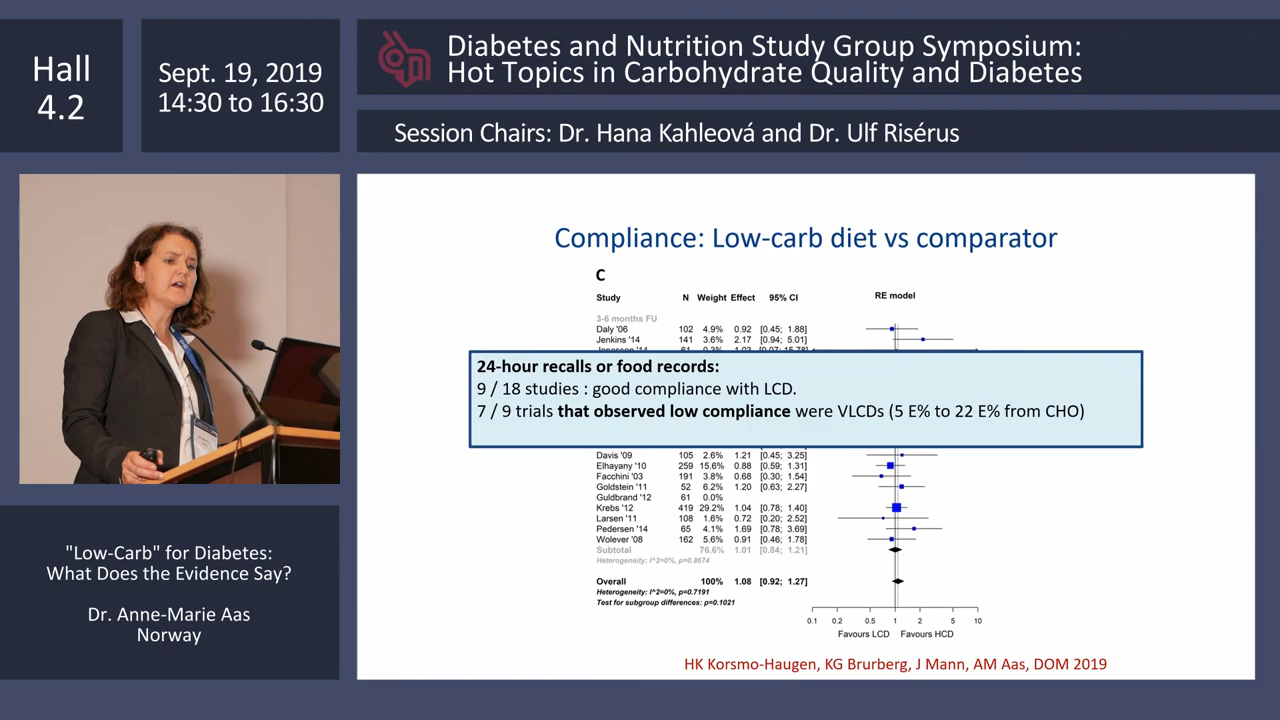 Hall
4.2
Sept. 19, 2019
14:30 to 16:30
Diabetes and Nutrition Study Group Symposium:
Hot Topics in Carbohydrate Quality and Diabetes
Session Chairs: Dr. Hana Kahleová and Dr. Ulf Risérus
"Low-Carb" for Diabetes:
What Does the Evidence Say?
Dr. Anne-Marie Aas
Norway
Compliance: Low-carb diet vs comparator
C
Study N Weight Effect 95% CI RE model
3-6 months FU
Daly '06 102 4.9% 0.92 [0.45; 1.88]
Jenkins '14 141 3.6% 2.17 [0.94; 5.01]
24-hour recalls or food records:
9 / 18 studies : good compliance with LCD.
7 / 9 trials that observed low compliance were VLCDs (5 E% to 22 E% from CHO)
Davis '09 105 2.6% 1.21 [0.45; 3.25]
Elhayany '10 259 15.6% 0.88 [0.59; 1.31]
Facchini '03 191 3.8% 0.68 [0.30; 1.54]
Goldstein '11 52 6.2% 1.20 [0.63; 2.27]
Guldbrand '12 61 0.0%
Krebs '12 419 29.2% 1.04 [0.78; 1.40]
Larsen '11 108 1.6% 0.72 [0.20; 2.52]
Pedersen '14 65 4.1% 1.69 [0.78; 3.69]
Wolever '08 162 5.6% 0.91 [0.46; 1.78]
Subtotal 76.6% 1.01 [0.84; 1.21]
Heterogeneity: I^2=0%, p=0.8674
Overall 100% 1.08 [0.92; 1.27]
Heterogeneity: I^2=0%, p=0.7191
Test for subgroup differences: p=0.1021
0.1 0.2 0.5 1 2 5 10
Favours LCD Favours HCD
HK Korsmo-Haugen, KG Brurberg, J Mann, AM Aas, DOM 2019